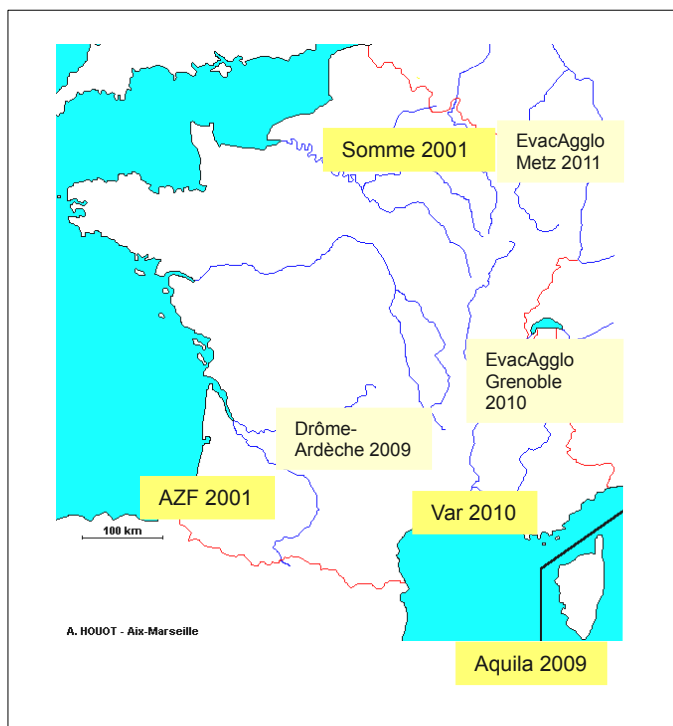 Somme 2001
EvacAgglo
Metz 2011
EvacAgglo
Grenoble
2010
Drôme-
Ardèche 2009
AZF 2001
Var 2010
100 km
A. HOUOT - Aix-Marseille
Aquila 2009